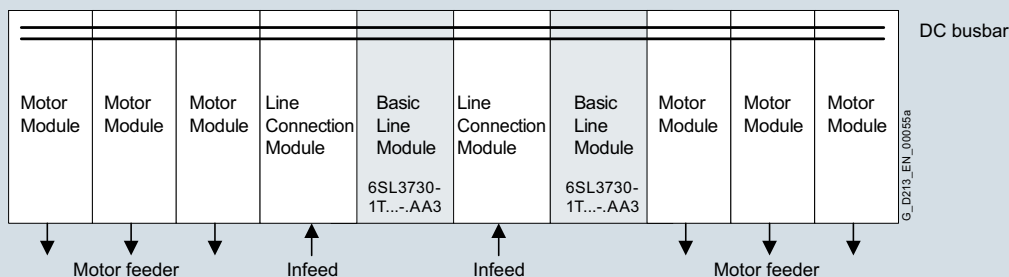 DC busbar
Motor
Module
Motor
Module
Motor
Module
Line
Connection
Module
Basic
Line
Module
6SL3730-
1T...-.AA3
Line
Connection
Module
Basic
Line
Module
6SL3730-
1T...-.AA3
Motor
Module
Motor
Module
Motor
Module
G_D213_EN_00055a
Motor feeder
Infeed
Infeed
Motor feeder